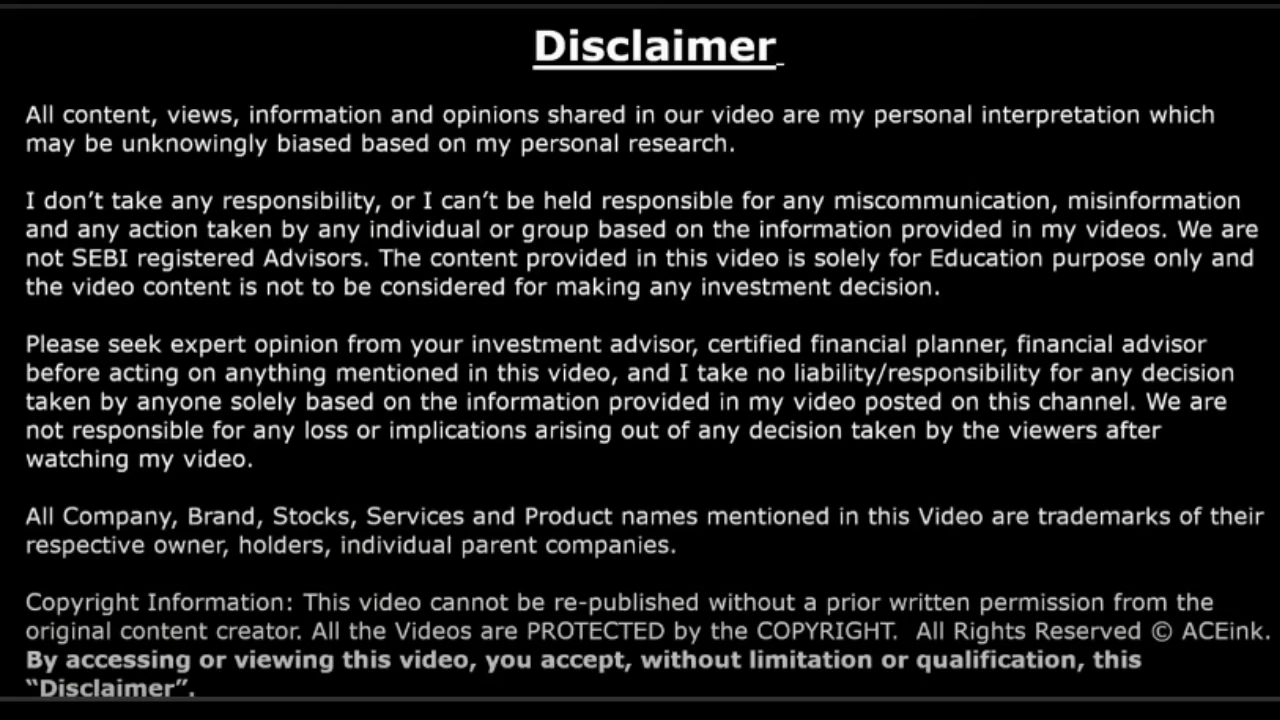 Disclaimer
All content, views, information and opinions shared in our video are my personal interpretation which
may be unknowingly biased based on my personal research.
I don’t take any responsibility, or I can’t be held responsible for any miscommunication, misinformation
and any action taken by any individual or group based on the information provided in my videos. We are
not SEBI registered Advisors. The content provided in this video is solely for Education purpose only and
the video content is not to be considered for making any investment decision.
Please seek expert opinion from your investment advisor, certified financial planner, financial advisor
before acting on anything mentioned in this video, and I take no liability/responsibility for any decision
taken by anyone solely based on the information provided in my video posted on this channel. We are
not responsible for any loss or implications arising out of any decision taken by the viewers after
watching my video.
All Company, Brand, Stocks, Services and Product names mentioned in this Video are trademarks of their
respective owner, holders, individual parent companies.
Copyright Information: This video cannot be re-published without a prior written permission from the
original content creator. All the Videos are PROTECTED by the COPYRIGHT.  All Rights Reserved © ACEink.
By accessing or viewing this video, you accept, without limitation or qualification, this
“Disclaimer”.